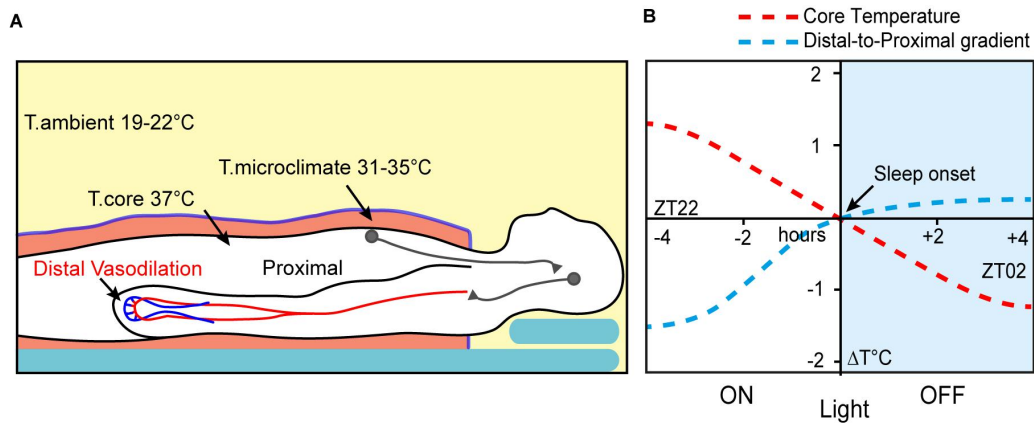 A
T.ambient 19-22°C
T.microclimate 31-35°C
T.core 37°C
Distal Vasodilation
Proximal
B
Core Temperature
Distal-to-Proximal gradient
2
1
Sleep onset
ZT22
-4
-2
hours
+2
+4
ZT02
-1
-2
ΔT°C
ON
Light
OFF